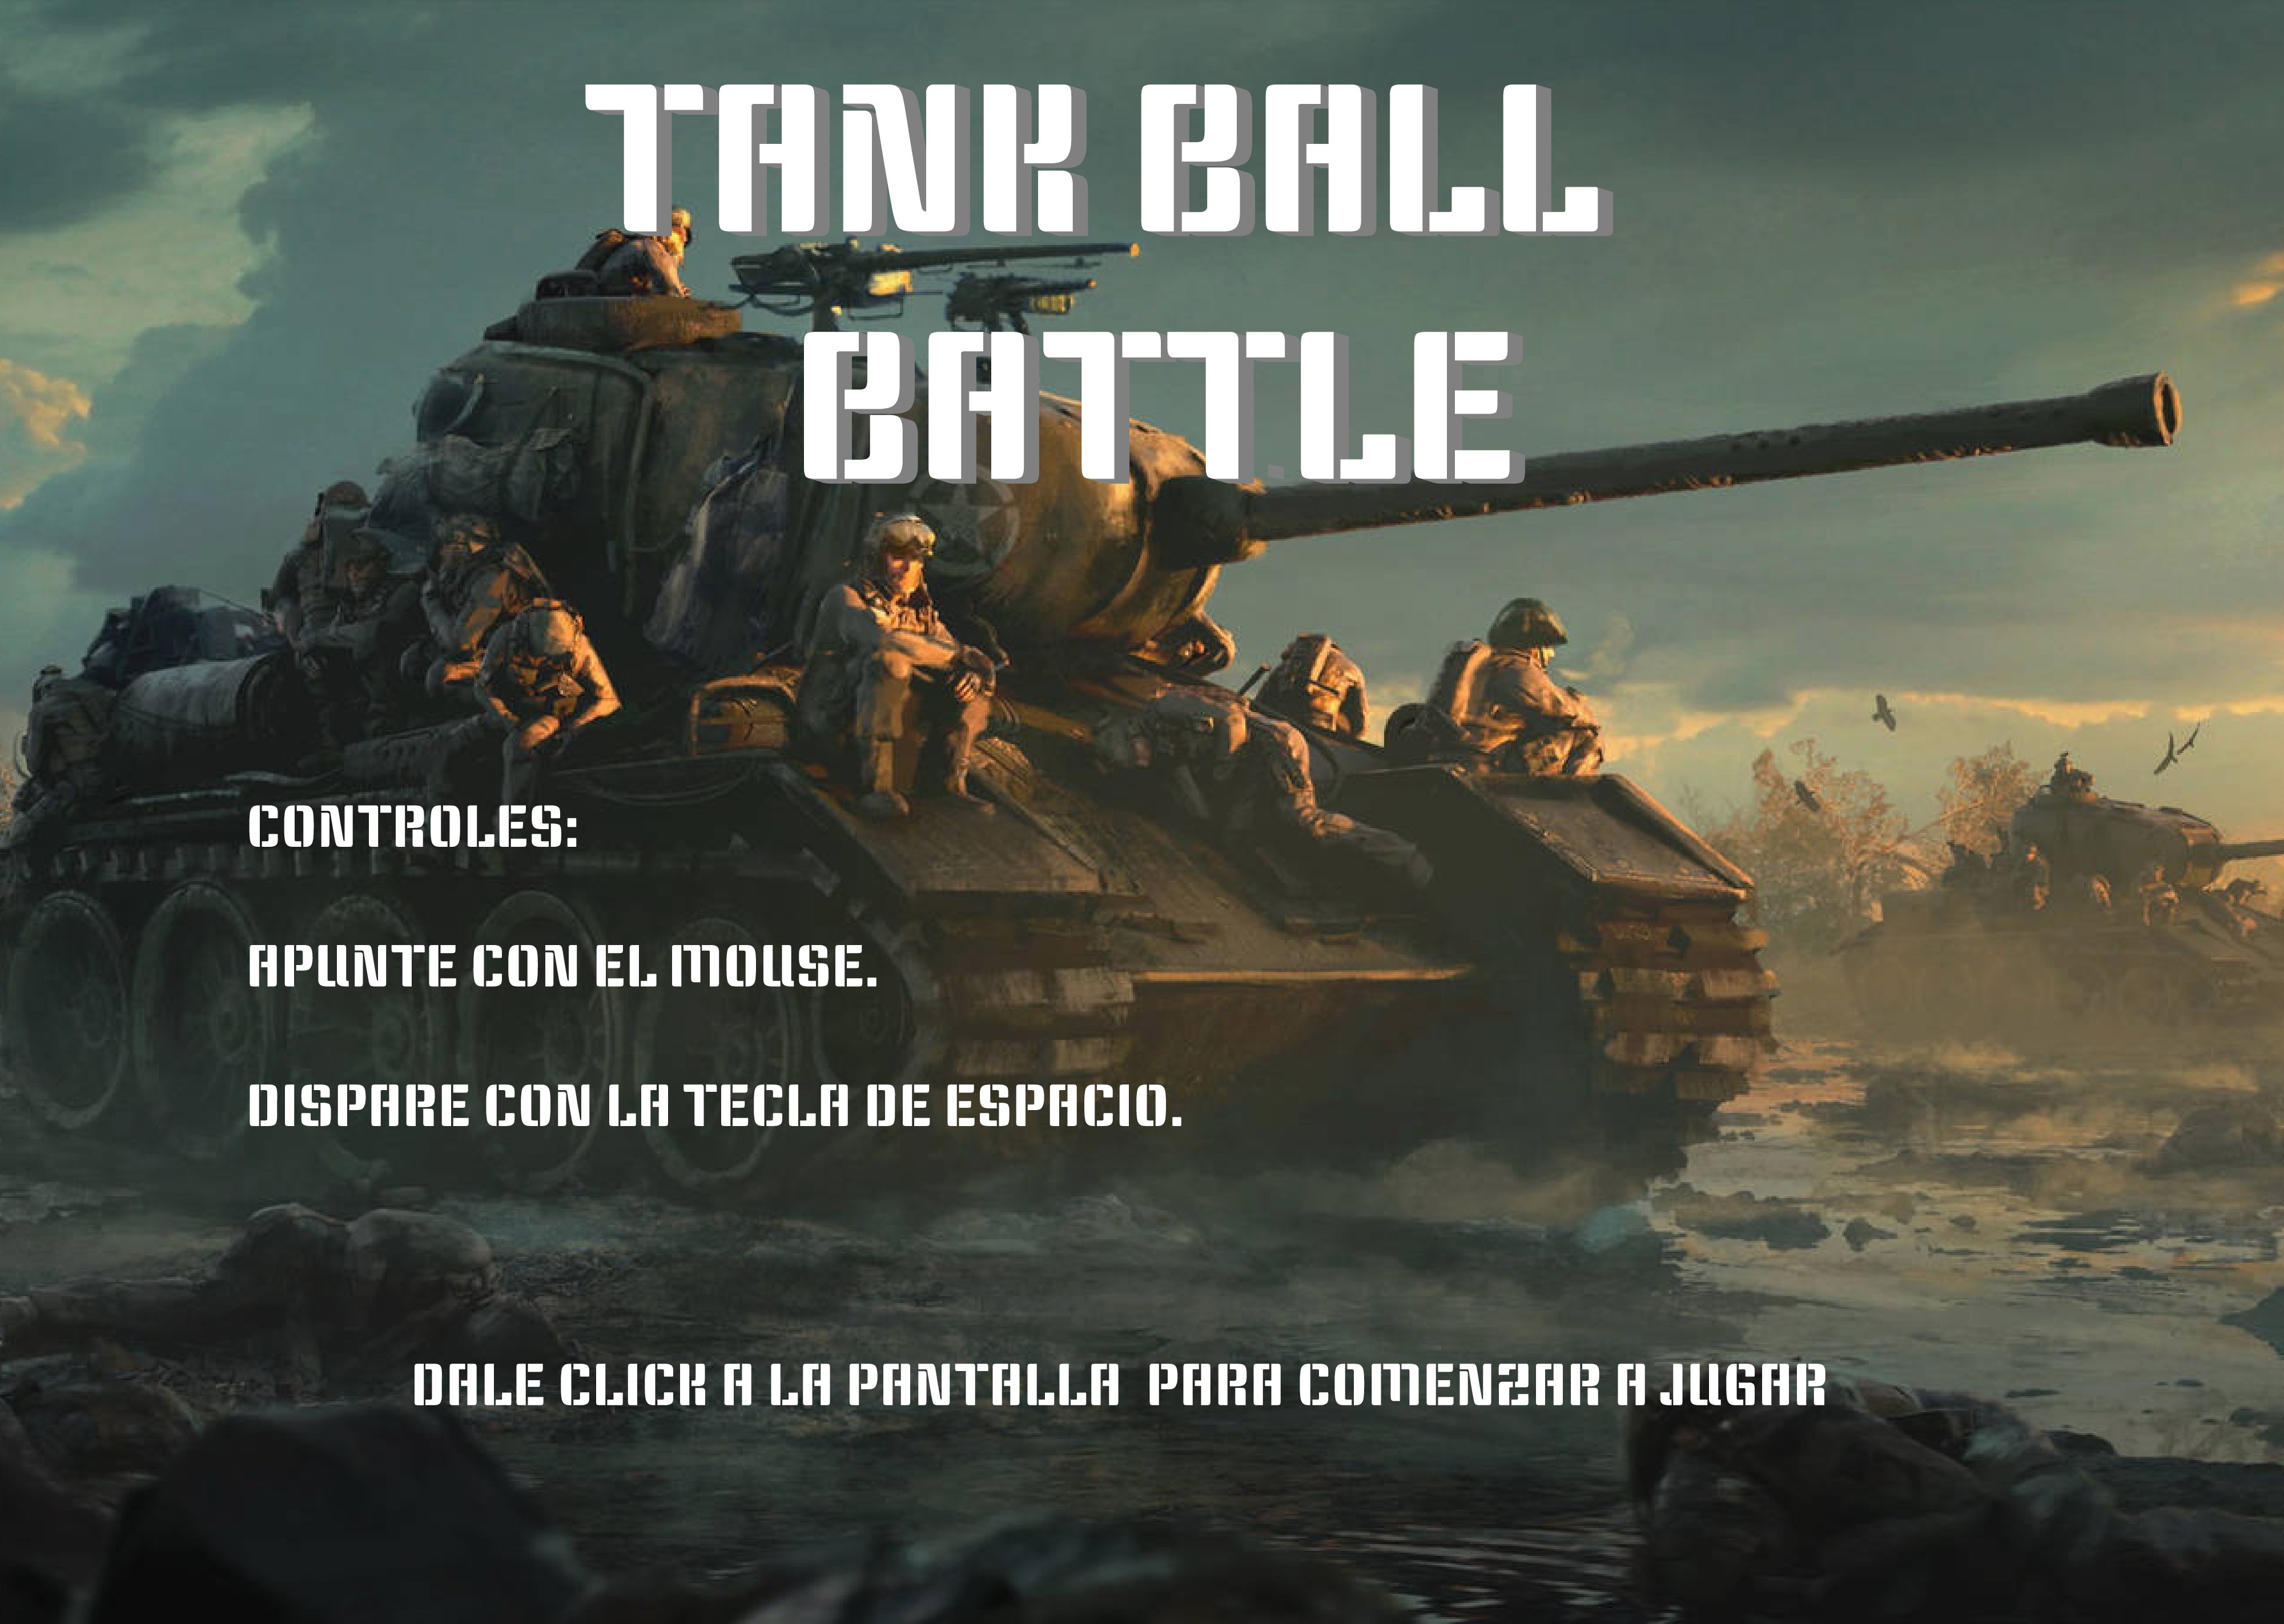 TANK BALL
BATTLE
CONTROLES:
APUNTE CON EL MOUSE.
DISPARE CON LA TECLA DE ESPACIO.
DALE CLICK A LA PANTALLA PARA COMENZAR A JUGAR